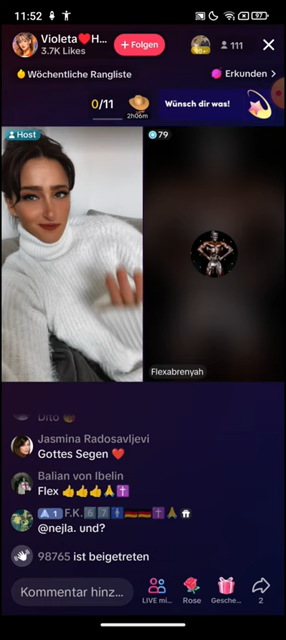 11:52
97
Violeta❤️H...
3.7K Likes
+ Folgen
111
Wöchentliche Rangliste
Erkunden >
0/11
2h06m
Wünsch dir was!
Host
79
Flexabrenyah
Dito
Jasmina Radosavljevi
Gottes Segen ❤️
Balian von Ibelin
Flex 👍👍👍🙏✝️
@nejla. und?
98765 ist beigetreten
Kommentar hinz...
LIVE mi...
Rose
Gesche...
2